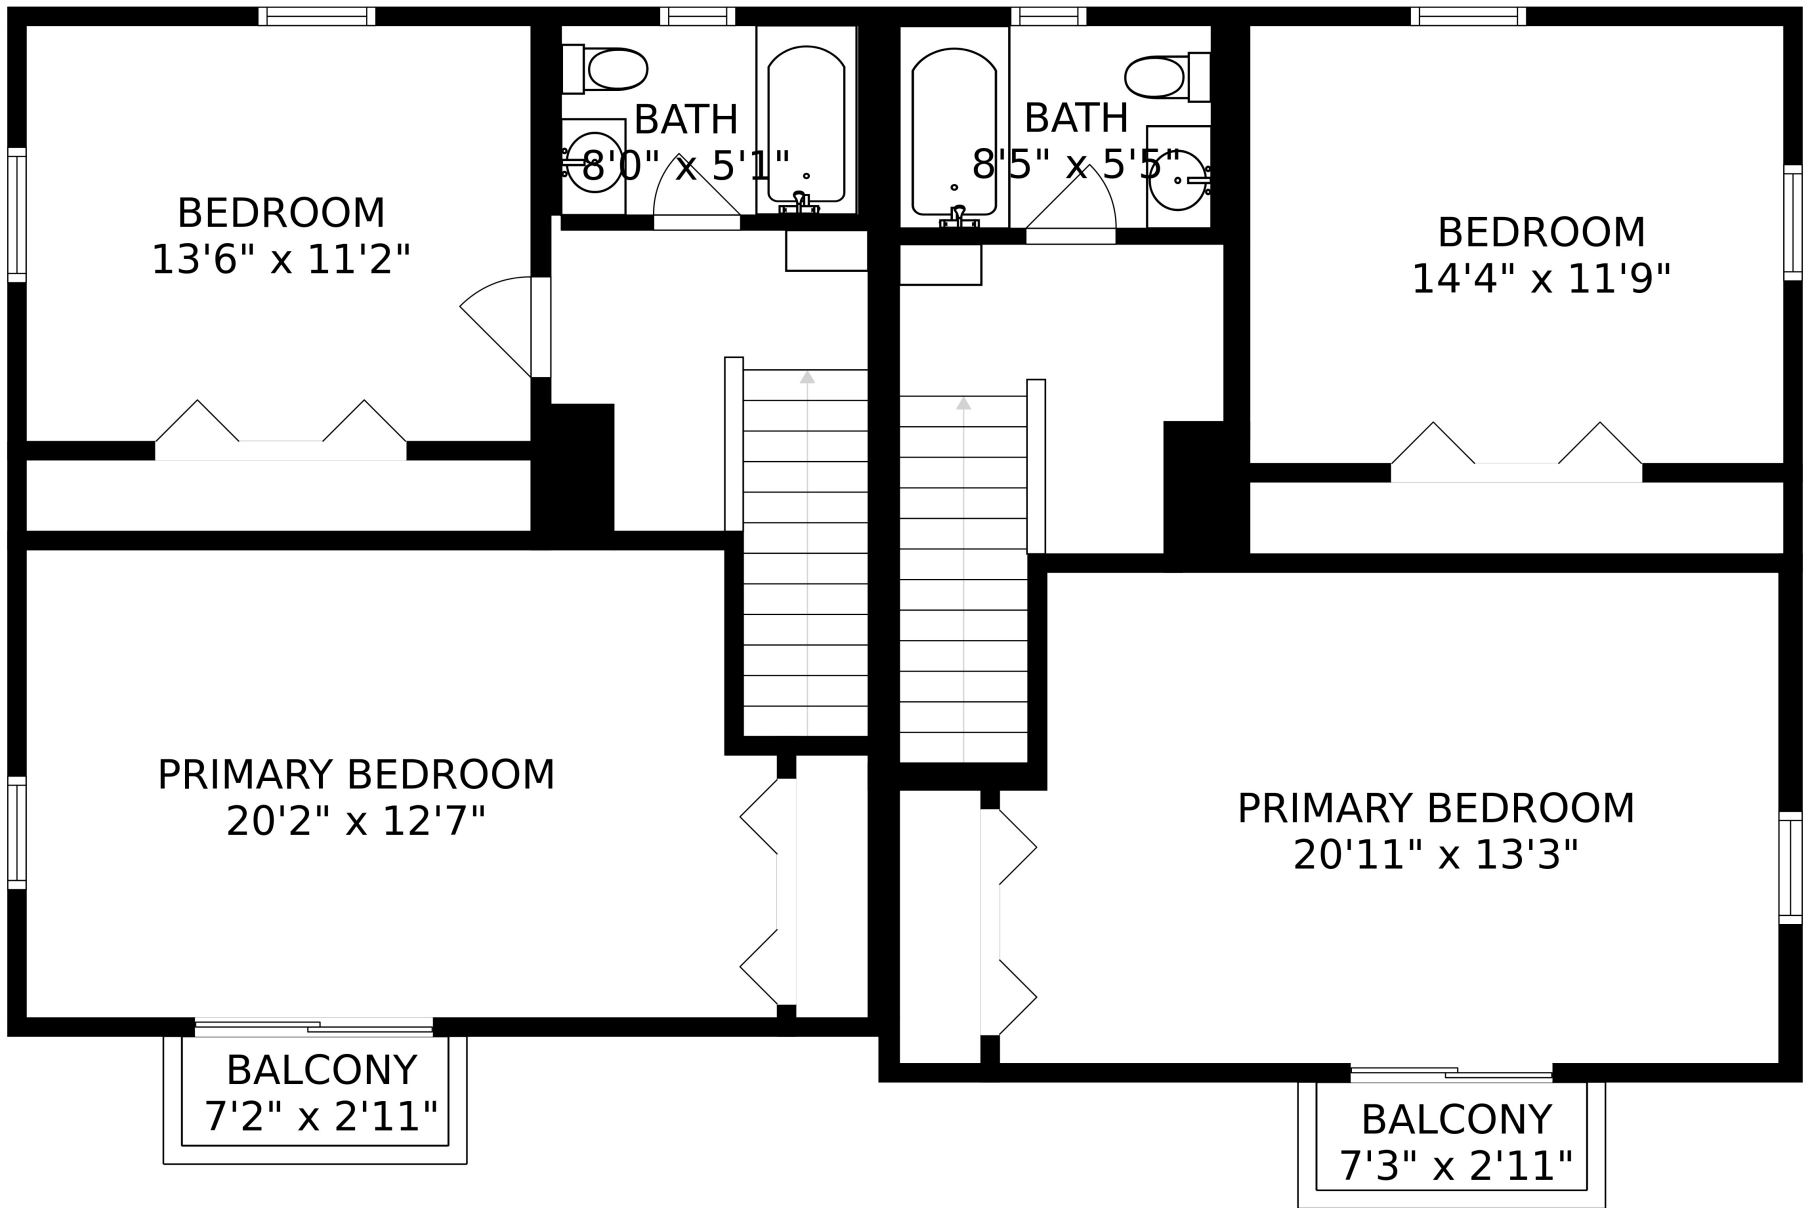 BATH
8'0" x 5'1"
BATH
8'5" x 5'5"
BEDROOM
13'6" x 11'2"
BEDROOM
14'4" x 11'9"
PRIMARY BEDROOM
20'2" x 12'7"
PRIMARY BEDROOM
20'11" x 13'3"
BALCONY
7'2" x 2'11"
BALCONY
7'3" x 2'11"